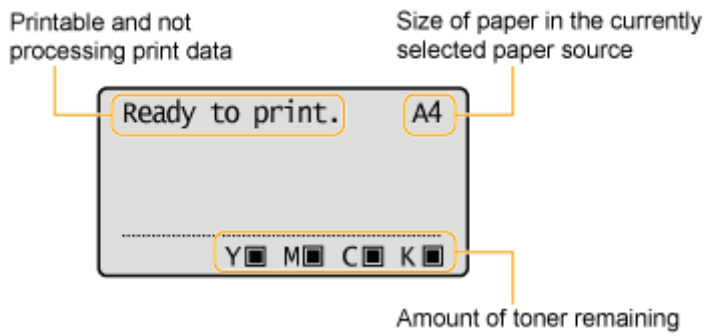 Printable and not
processing print data
Size of paper in the currently
selected paper source
Ready to print. A4
Y M C K
Amount of toner remaining